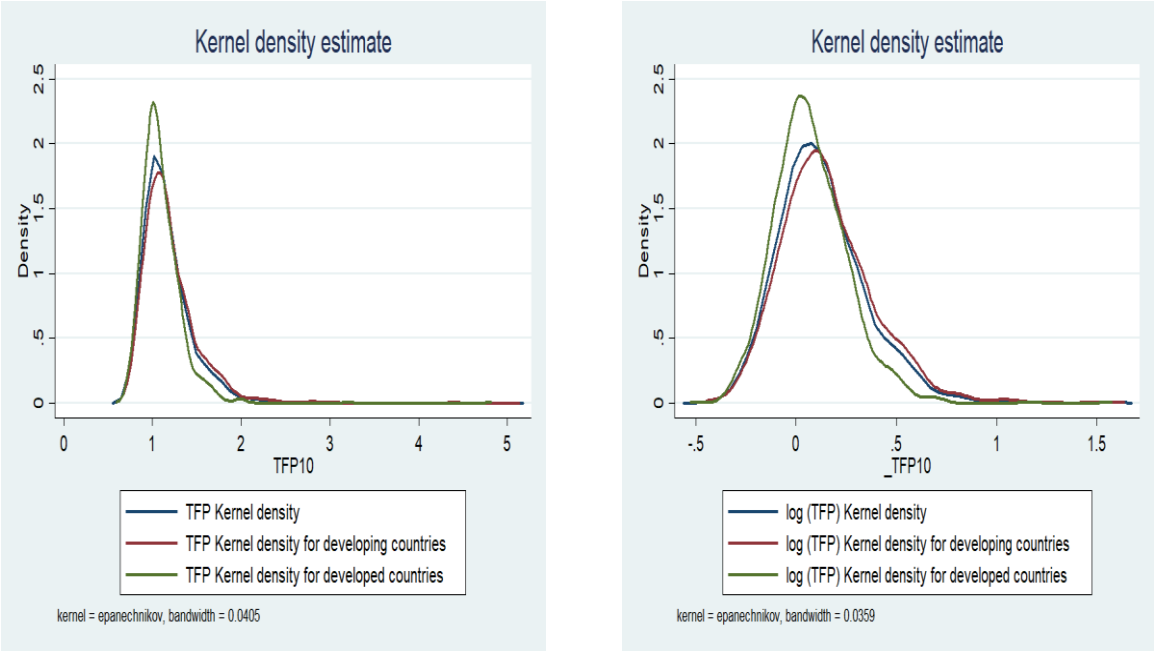 Kernel density estimate
Density
2.5
2
1.5
1
.5
0
0 1 2 3 4 5
TFP10
TFP Kernel density
TFP Kernel density for developing countries
TFP Kernel density for developed countries
kernel = epanechnikov, bandwidth = 0.0405
Kernel density estimate
Density
2.5
2
1.5
1
.5
0
-.5 0 .5 1 1.5
_TFP10
log (TFP) Kernel density
log (TFP) Kernel density for developing countries
log (TFP) Kernel density for developed countries
kernel = epanechnikov, bandwidth = 0.0359